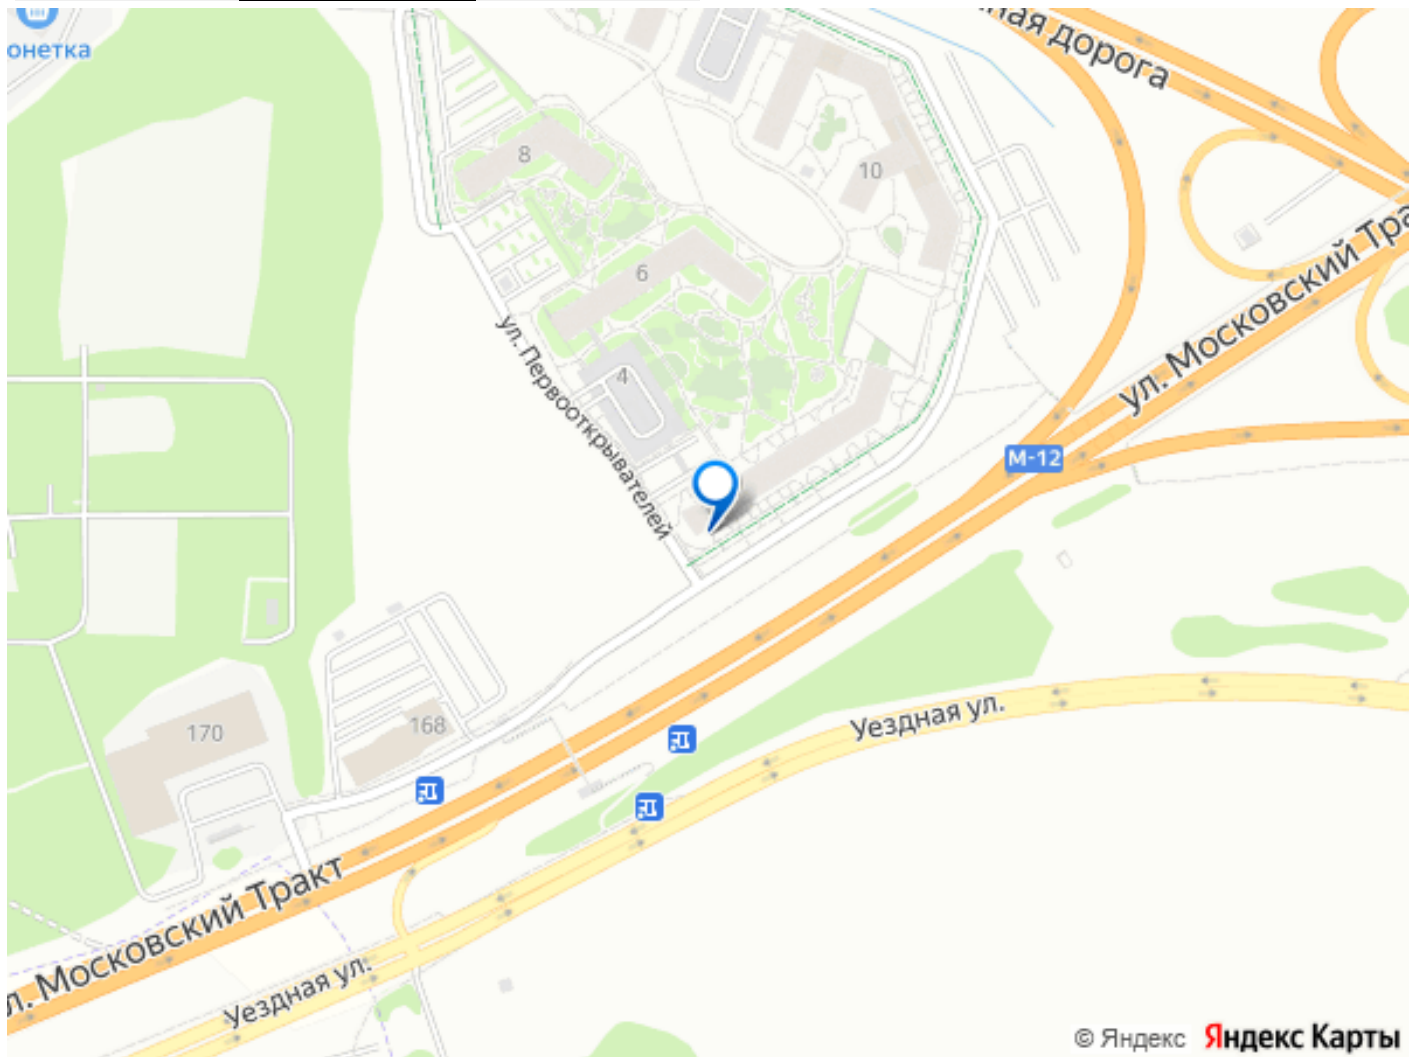 онетка
ная дорога
8
10
6
4
ул. Первооткрывателей
ул. Московский Тра
М-12
170
168
Уездная ул.
л. Московский Тракт
Уездная ул.
© Яндекс Яндекс Карты